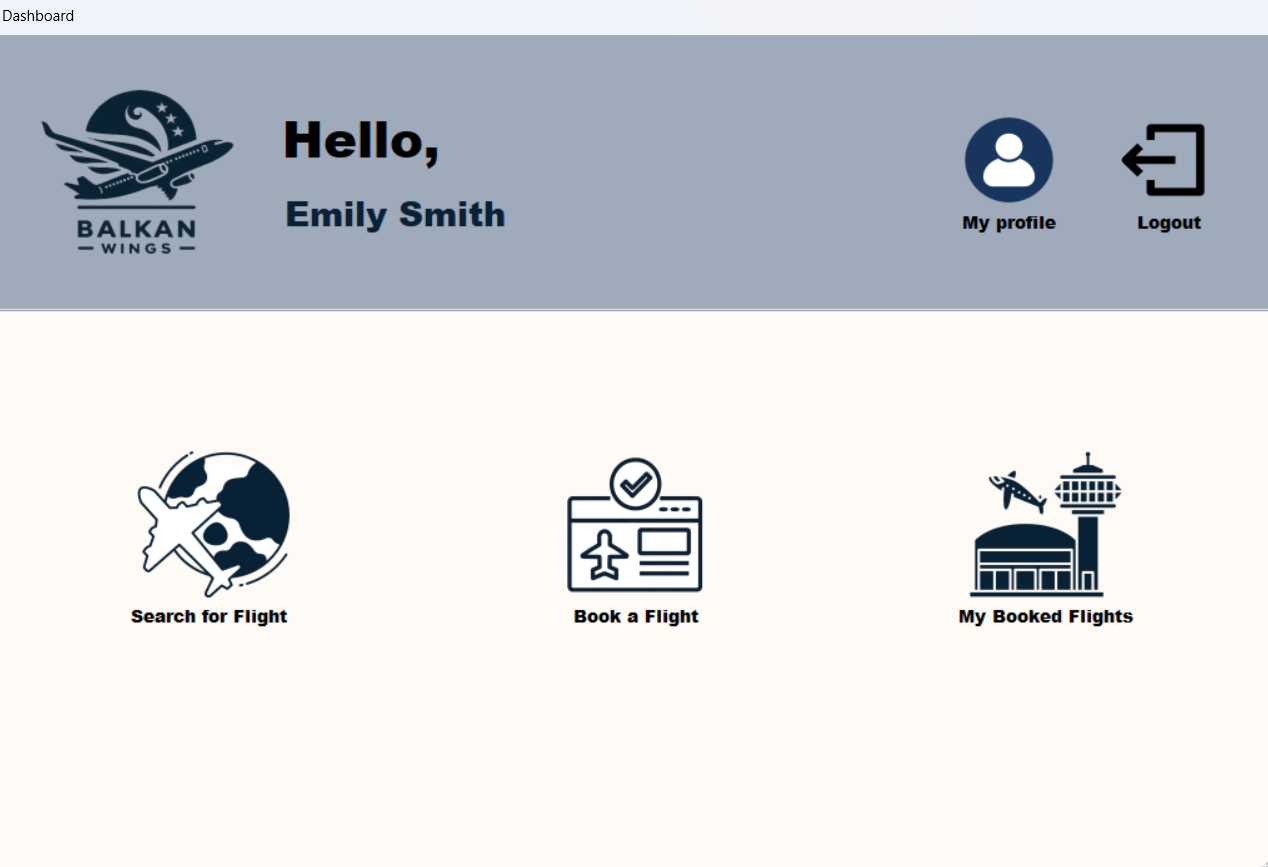 Dashboard
BALKAN
WINGS
Hello,
Emily Smith
My profile
Logout
Search for Flight
Book a Flight
My Booked Flights